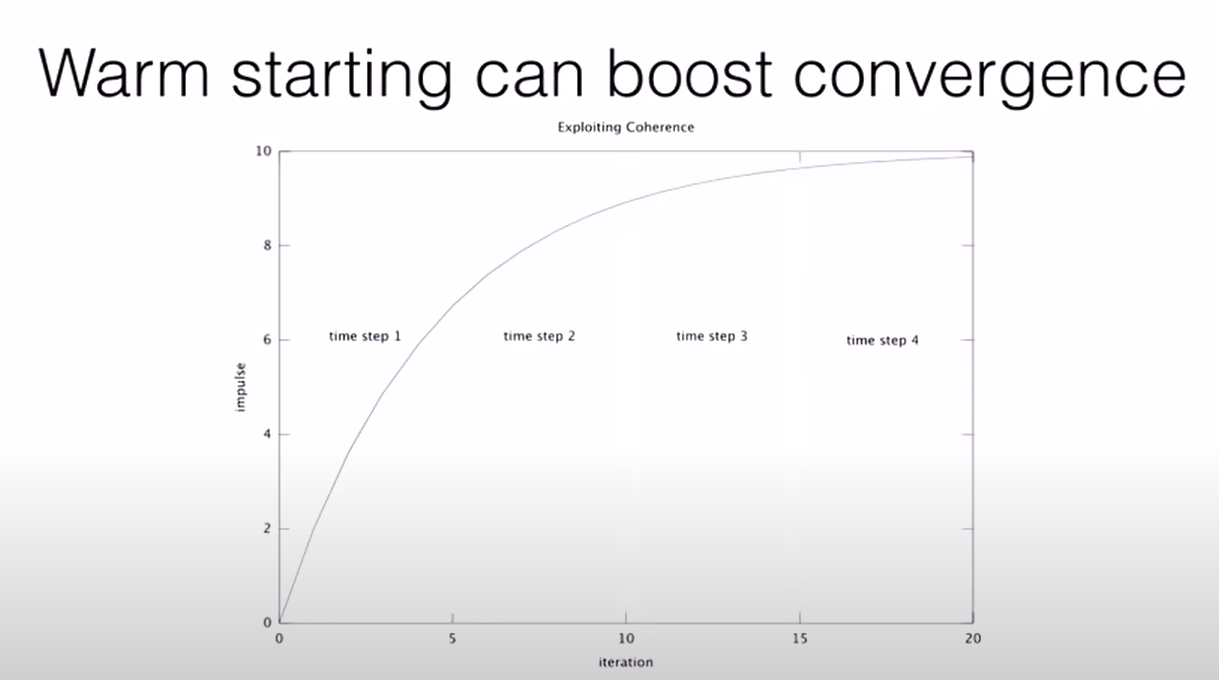 Warm starting can boost convergence
Exploiting Coherence
10
8
6
4
2
0
impulse
time step 1
time step 2
time step 3
time step 4
0
5
10
15
20
iteration